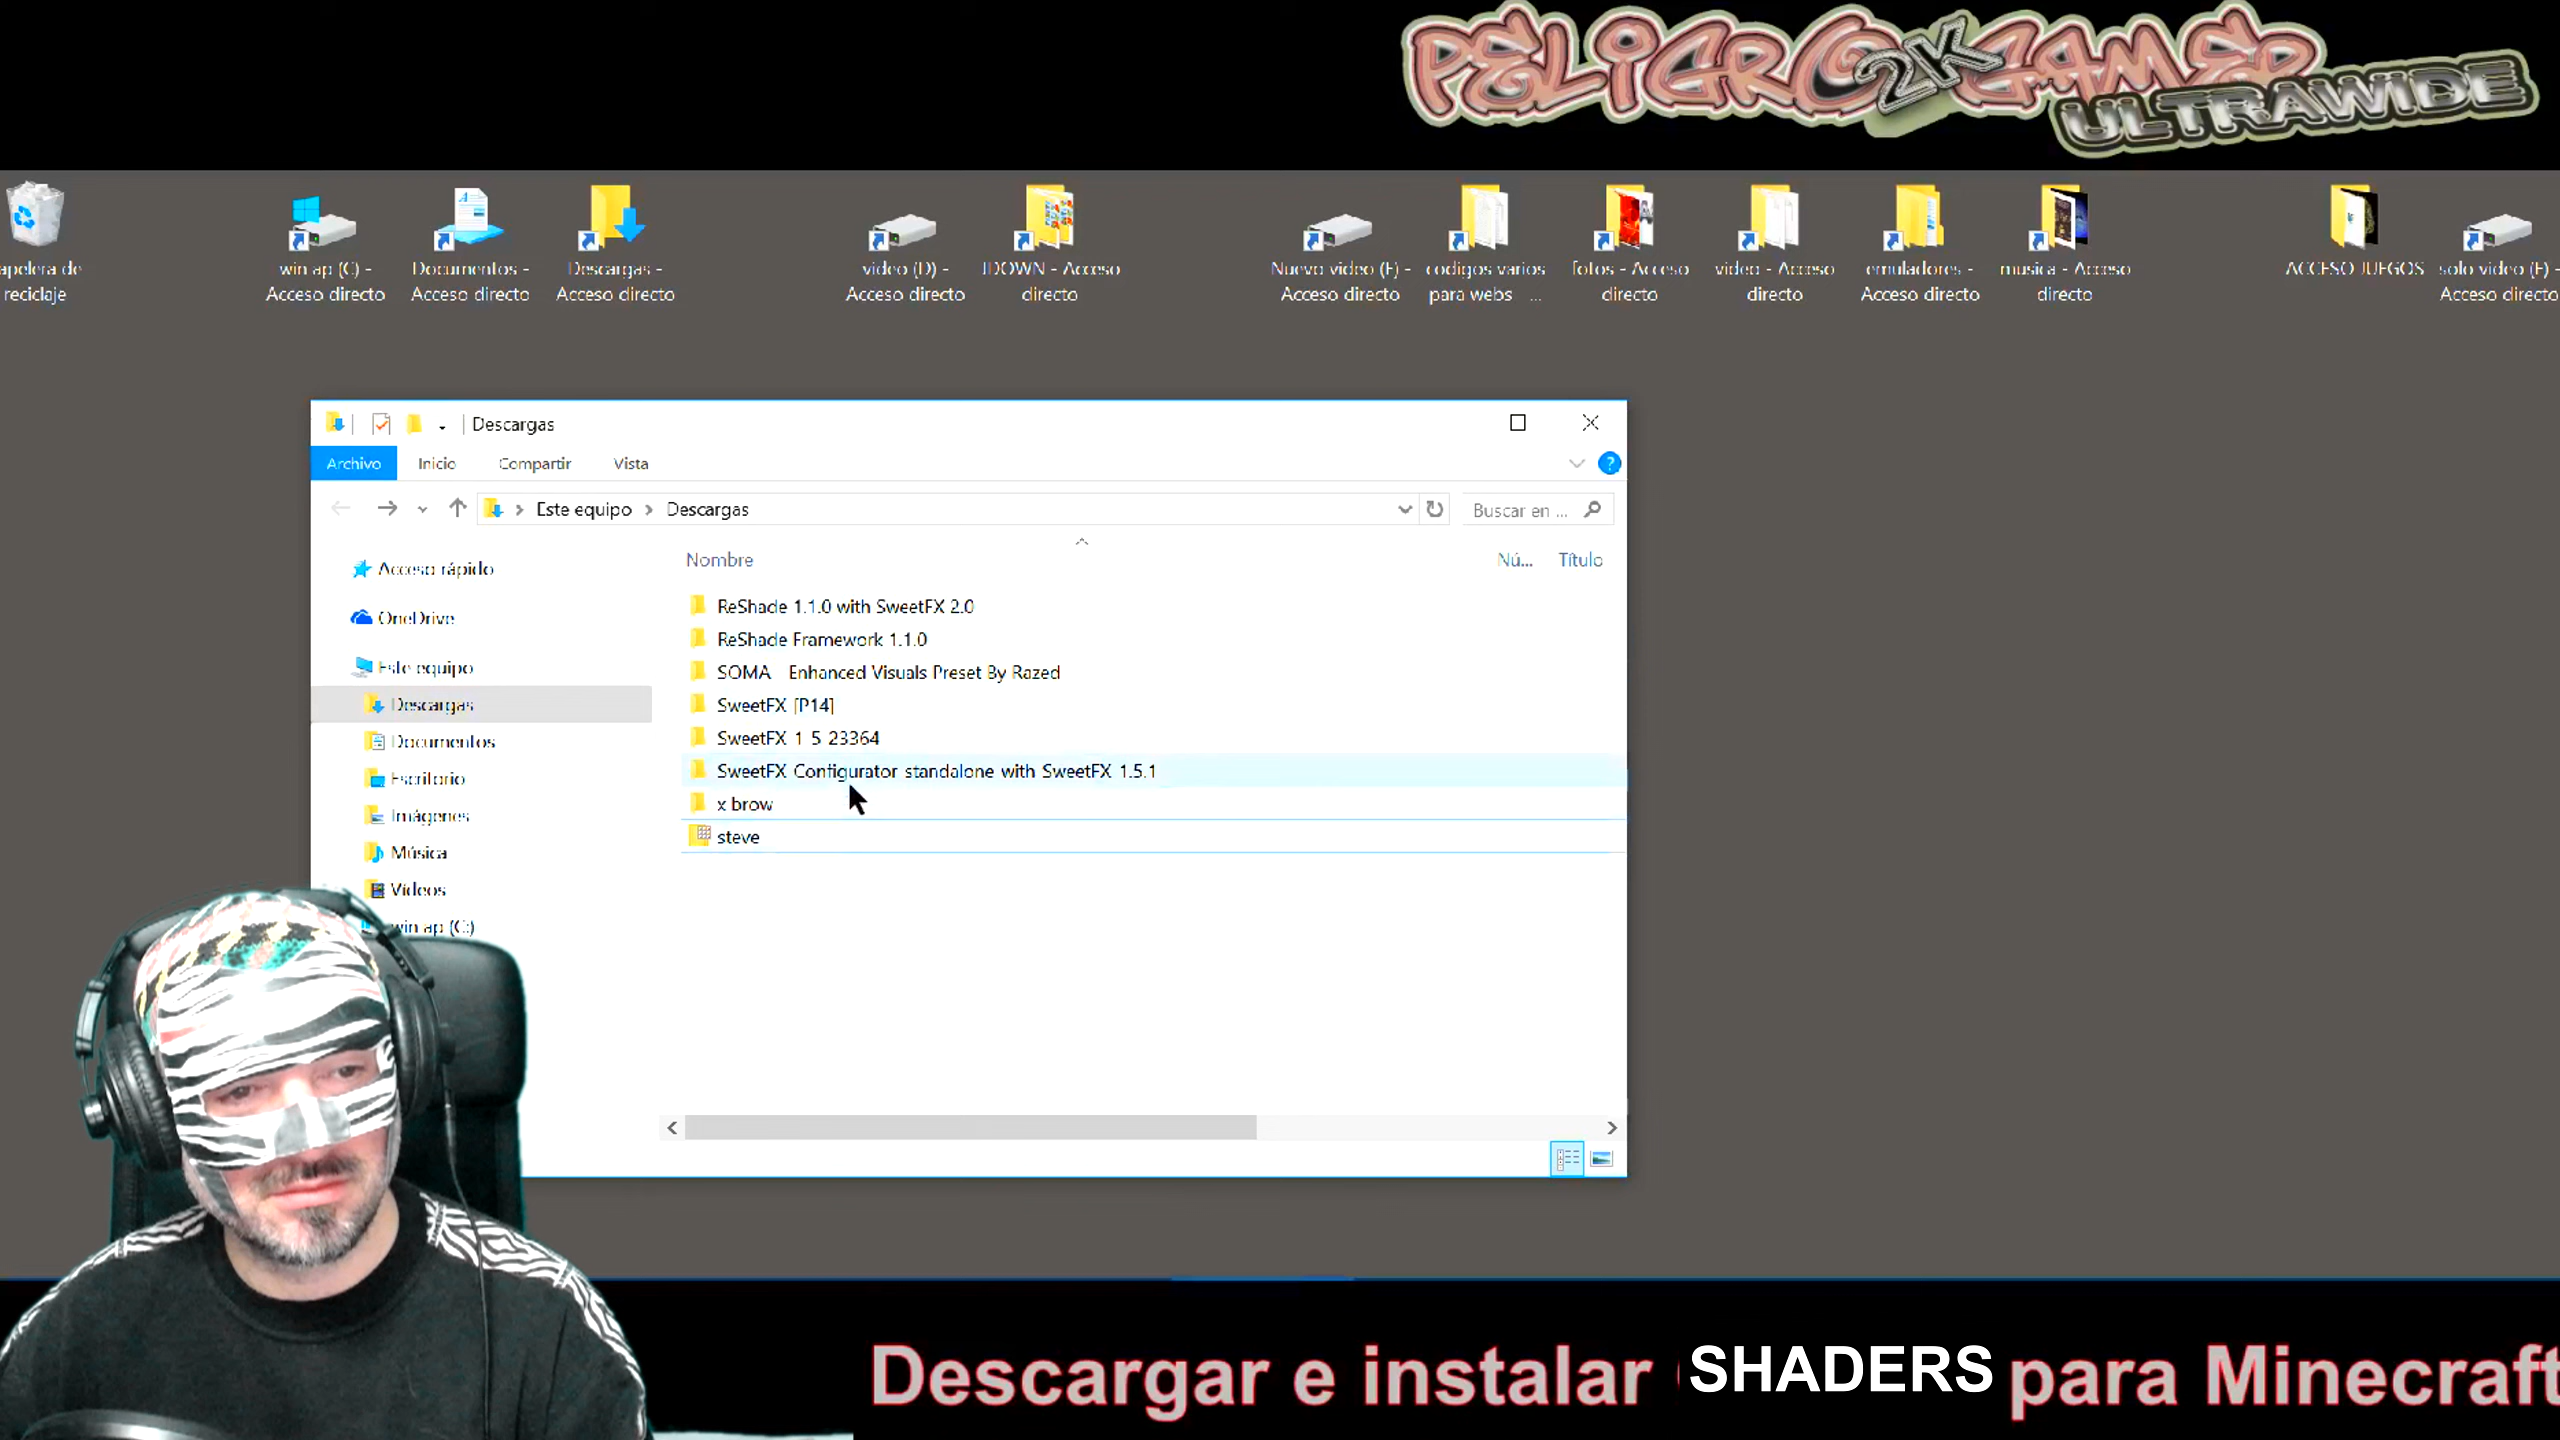 PELIGRO 2K GAMER
ULTRAWIDE
apelera de
reciclaje
win ap (C) -
Acceso directo
Documentos -
Acceso directo
Descargas -
Acceso directo
video (D) -
Acceso directo
JDOWN - Acceso
directo
Nuevo video (F) -
Acceso directo
codigos varios
para webs - ...
fotos - Acceso
directo
video - Acceso
directo
emuladores -
Acceso directo
musica - Acceso
directo
ACCESO JUEGOS
solo video (E) -
Acceso directo
Descargas
Archivo
Inicio
Compartir
Vista
?
Este equipo > Descargas
Buscar en ...
Nombre
Nú...
Título
Acceso rápido
OneDrive
Este equipo
Descargas
Documentos
Escritorio
Imágenes
Música
Vídeos
win ap (C:)
ReShade 1.1.0 with SweetFX 2.0
ReShade Framework 1.1.0
SOMA Enhanced Visuals Preset By Razed
SweetFX [P14]
SweetFX 1 5 23364
SweetFX Configurator standalone with SweetFX 1.5.1
x brow
steve
Descargar e instalar SHADERS para Minecraft